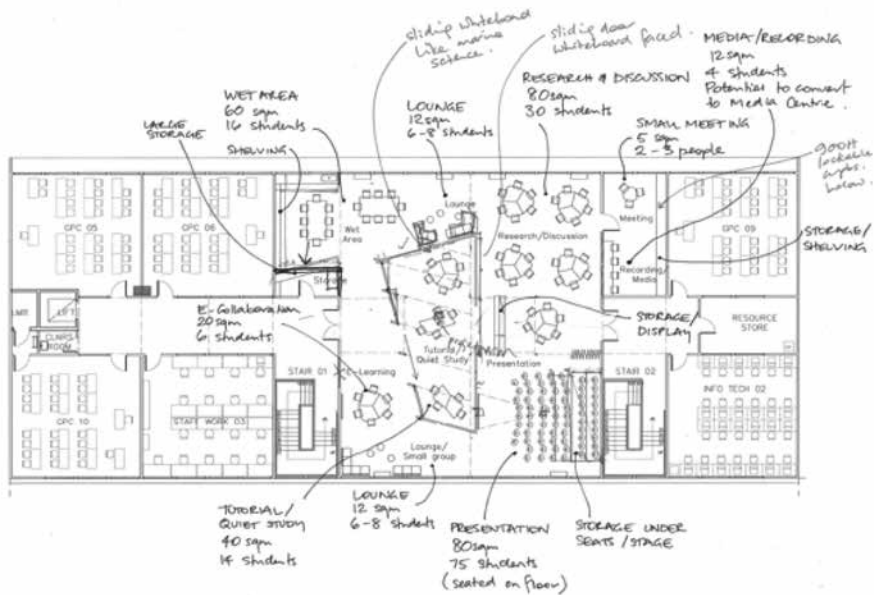 sliding whiteboard
like marine
science.
sliding door
whiteboard faced.
MEDIA/RECORDING
12 sqm
4 students
Potential to convert
to Media Centre.
WET AREA
60 sqm
16 students
LOUNGE
12 sqm
6-8 students
RESEARCH & DISCUSSION
80 sqm
30 students
SMALL MEETING
5 sqm
2-3 people
LARGE
STORAGE
SHELVING
900H
lockable
below.
STORAGE/
SHELVING
GPC 05
GPC 06
Wet
Area
Lounge
Research/Discussion
Meeting
GPC 09
Storage
Recording/
Media
E-Collaboration
20 sqm
6 students
LIFT
CLNRS
ROOM
STORAGE/
DISPLAY
RESOURCE
STORE
Tutorial/
Quiet Study
Presentation
STAIR 01
E-Learning
STAIR 02
INFO TECH 02
GPC 10
STAFF WORK 03
Lounge/
Small group
TUTORIAL/
QUIET STUDY
40 sqm
14 students
LOUNGE
12 sqm
6-8 students
PRESENTATION
80 sqm
75 students
(seated on floor)
STORAGE UNDER
SEATS/STAGE